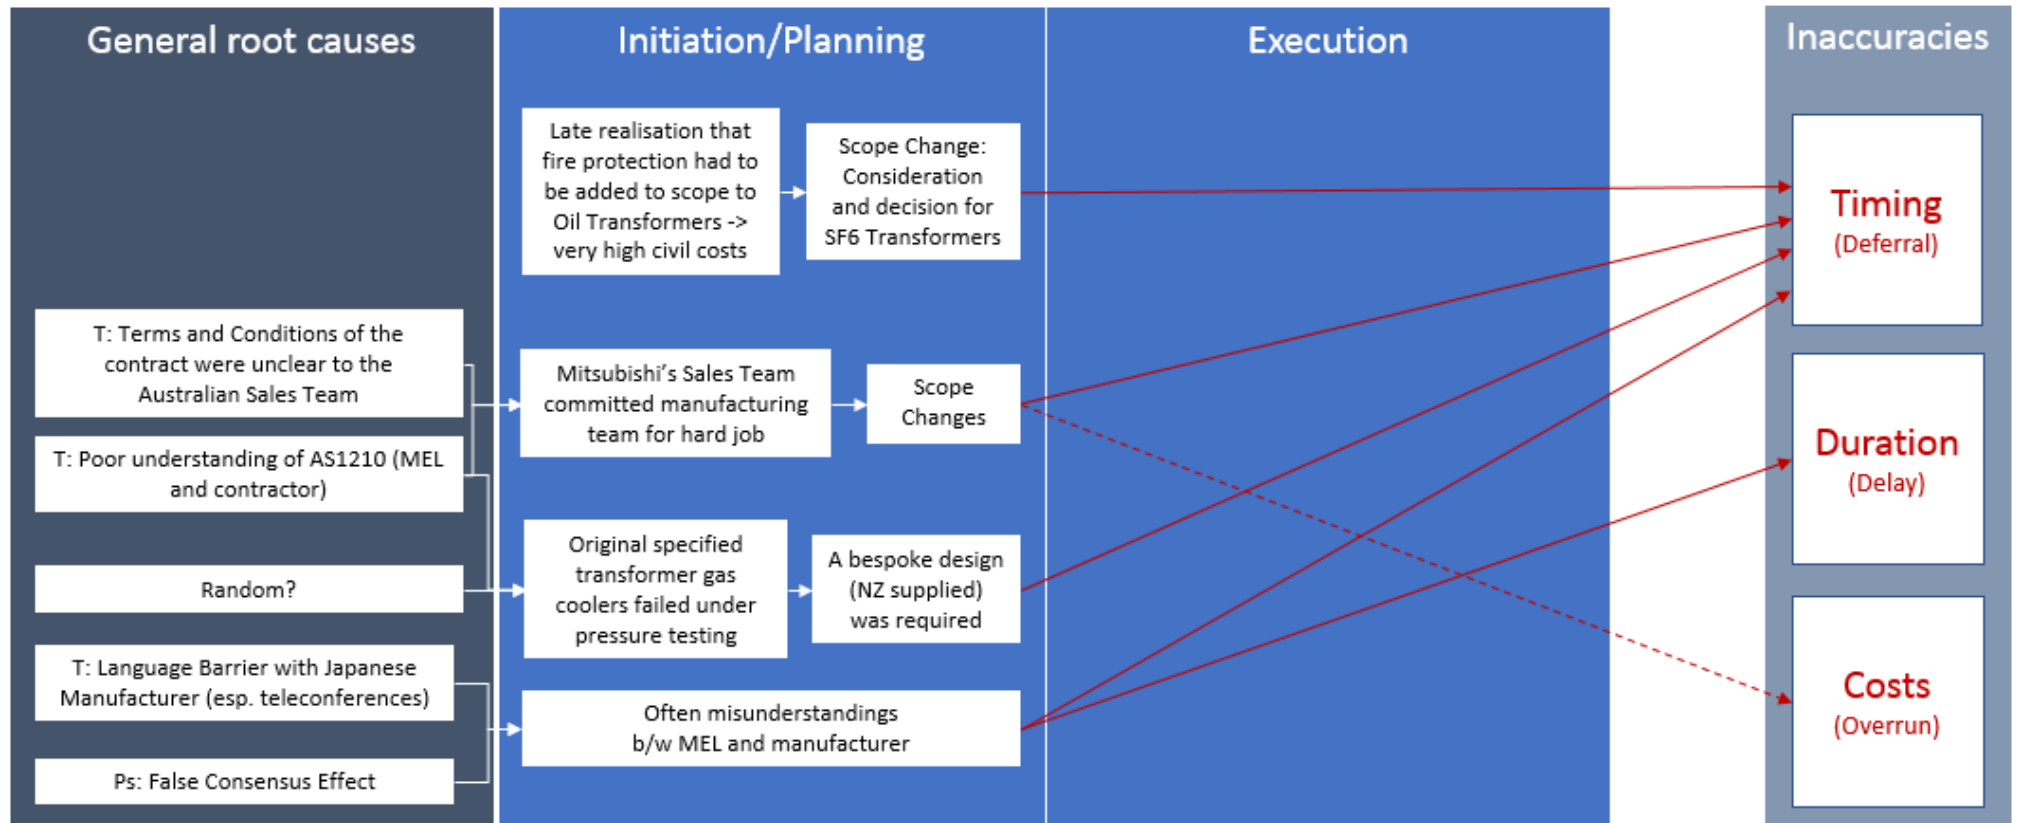 General root causes
Initiation/Planning
Execution
Inaccuracies
Late realisation that
fire protection had to
be added to scope to
Oil Transformers ->
very high civil costs
Scope Change:
Consideration
and decision for
SF6 Transformers
Timing
(Deferral)
T: Terms and Conditions of the
contract were unclear to the
Australian Sales Team
Mitsubishi’s Sales Team
committed manufacturing
team for hard job
Scope
Changes
T: Poor understanding of AS1210 (MEL
and contractor)
Duration
(Delay)
Random?
Original specified
transformer gas
coolers failed under
pressure testing
A bespoke design
(NZ supplied)
was required
T: Language Barrier with Japanese
Manufacturer (esp. teleconferences)
Often misunderstandings
b/w MEL and manufacturer
Costs
(Overrun)
Ps: False Consensus Effect